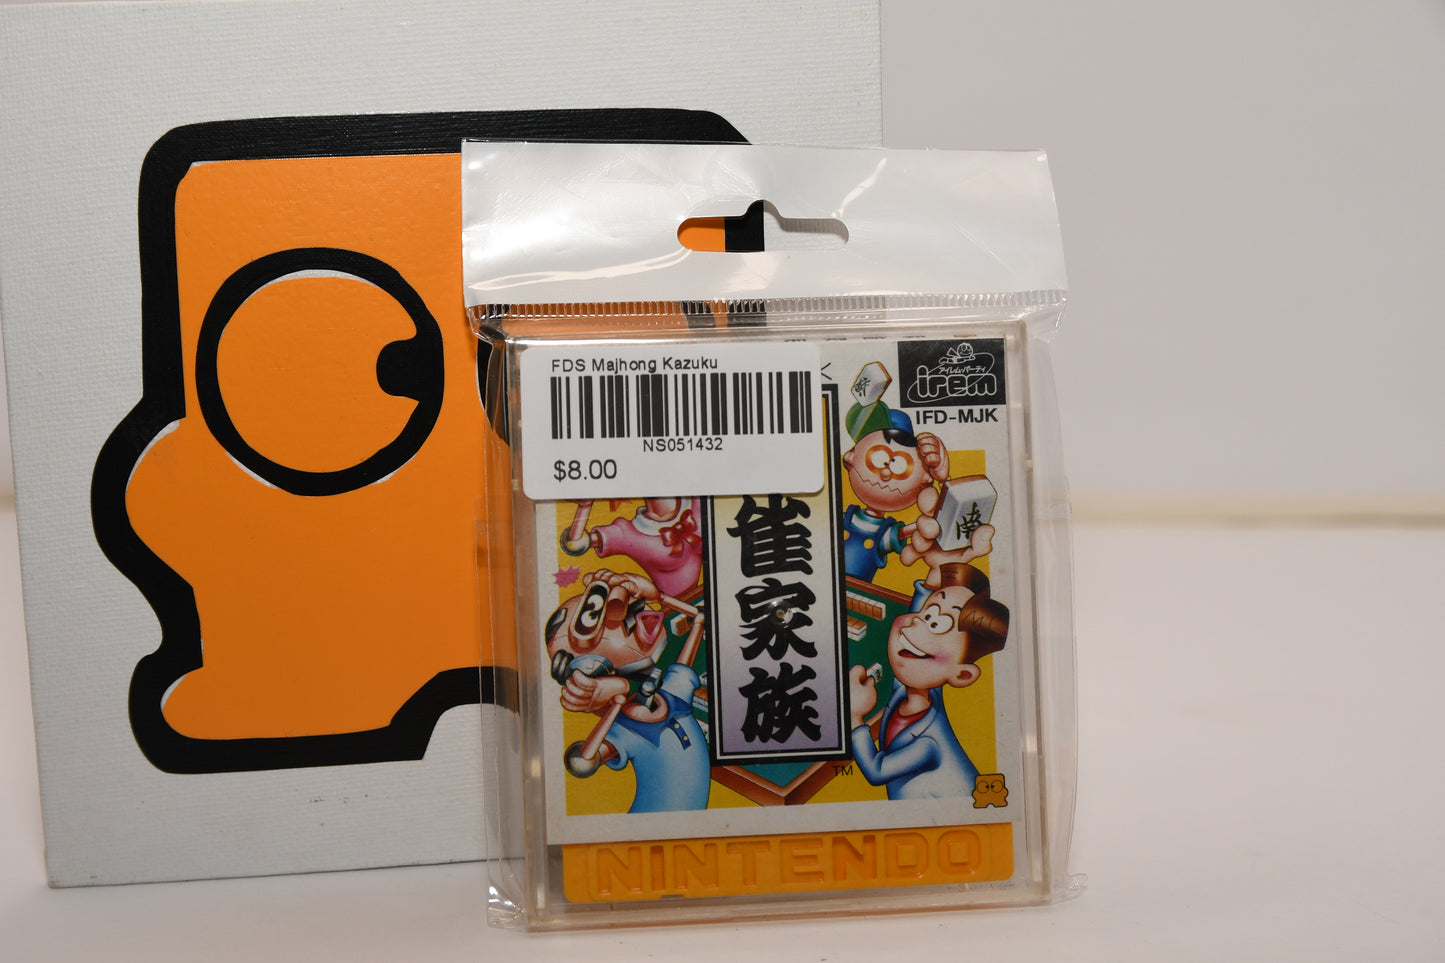 FDS Majhong Kazuku
NS051432
$8.00
アイレムパーティ
irem
IFD-MJK
雀家族
TM
NINTENDO